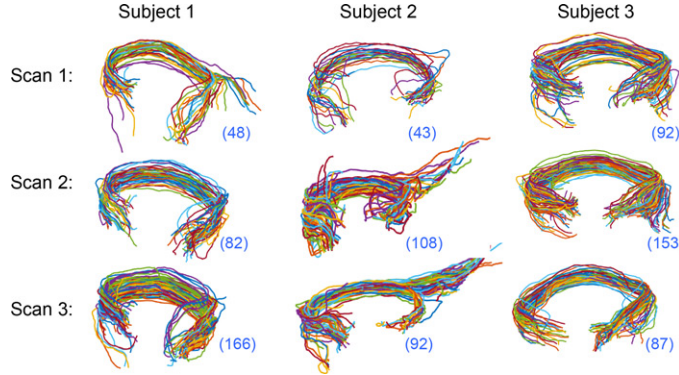 Subject 1 Subject 2 Subject 3
Scan 1: (48) (43) (92)
Scan 2: (82) (108) (153
Scan 3: (166) (92) (87)